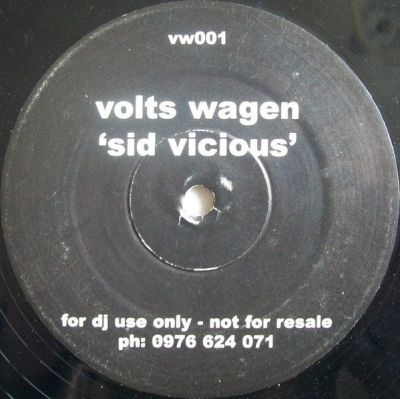 vw001
volts wagen
‘sid vicious’
for dj use only - not for resale
ph: 0976 624 071